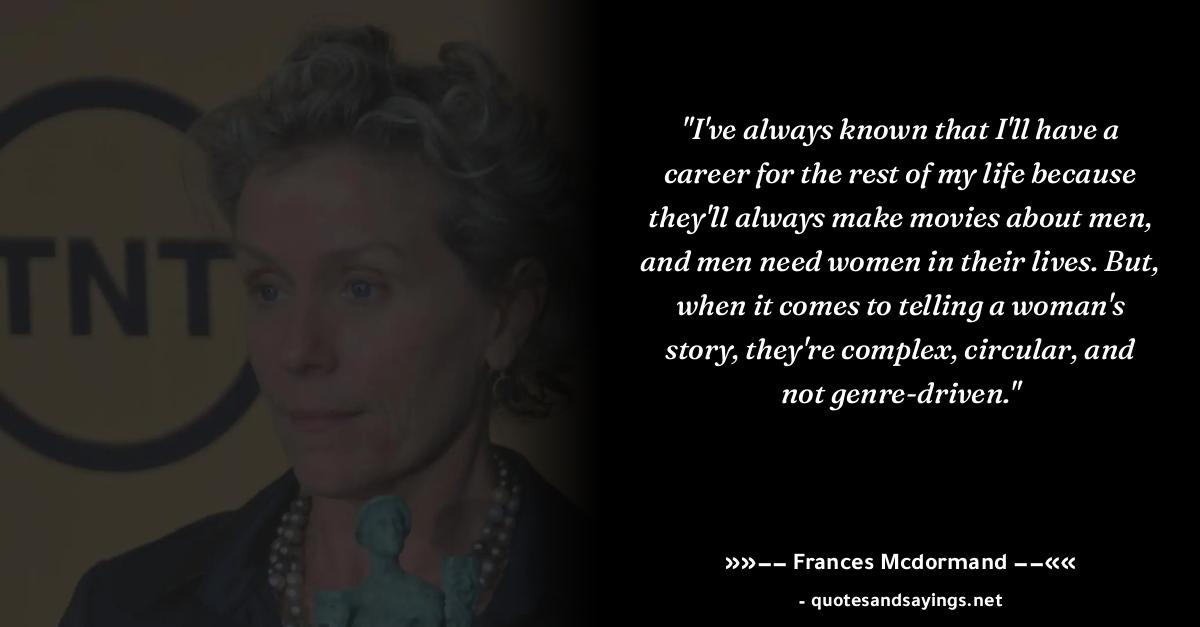 TNT
"I've always known that I'll have a
career for the rest of my life because
they'll always make movies about men,
and men need women in their lives. But,
when it comes to telling a woman's
story, they're complex, circular, and
not genre-driven."
»»–– Frances Mcdormand ––««
- quotesandsayings.net